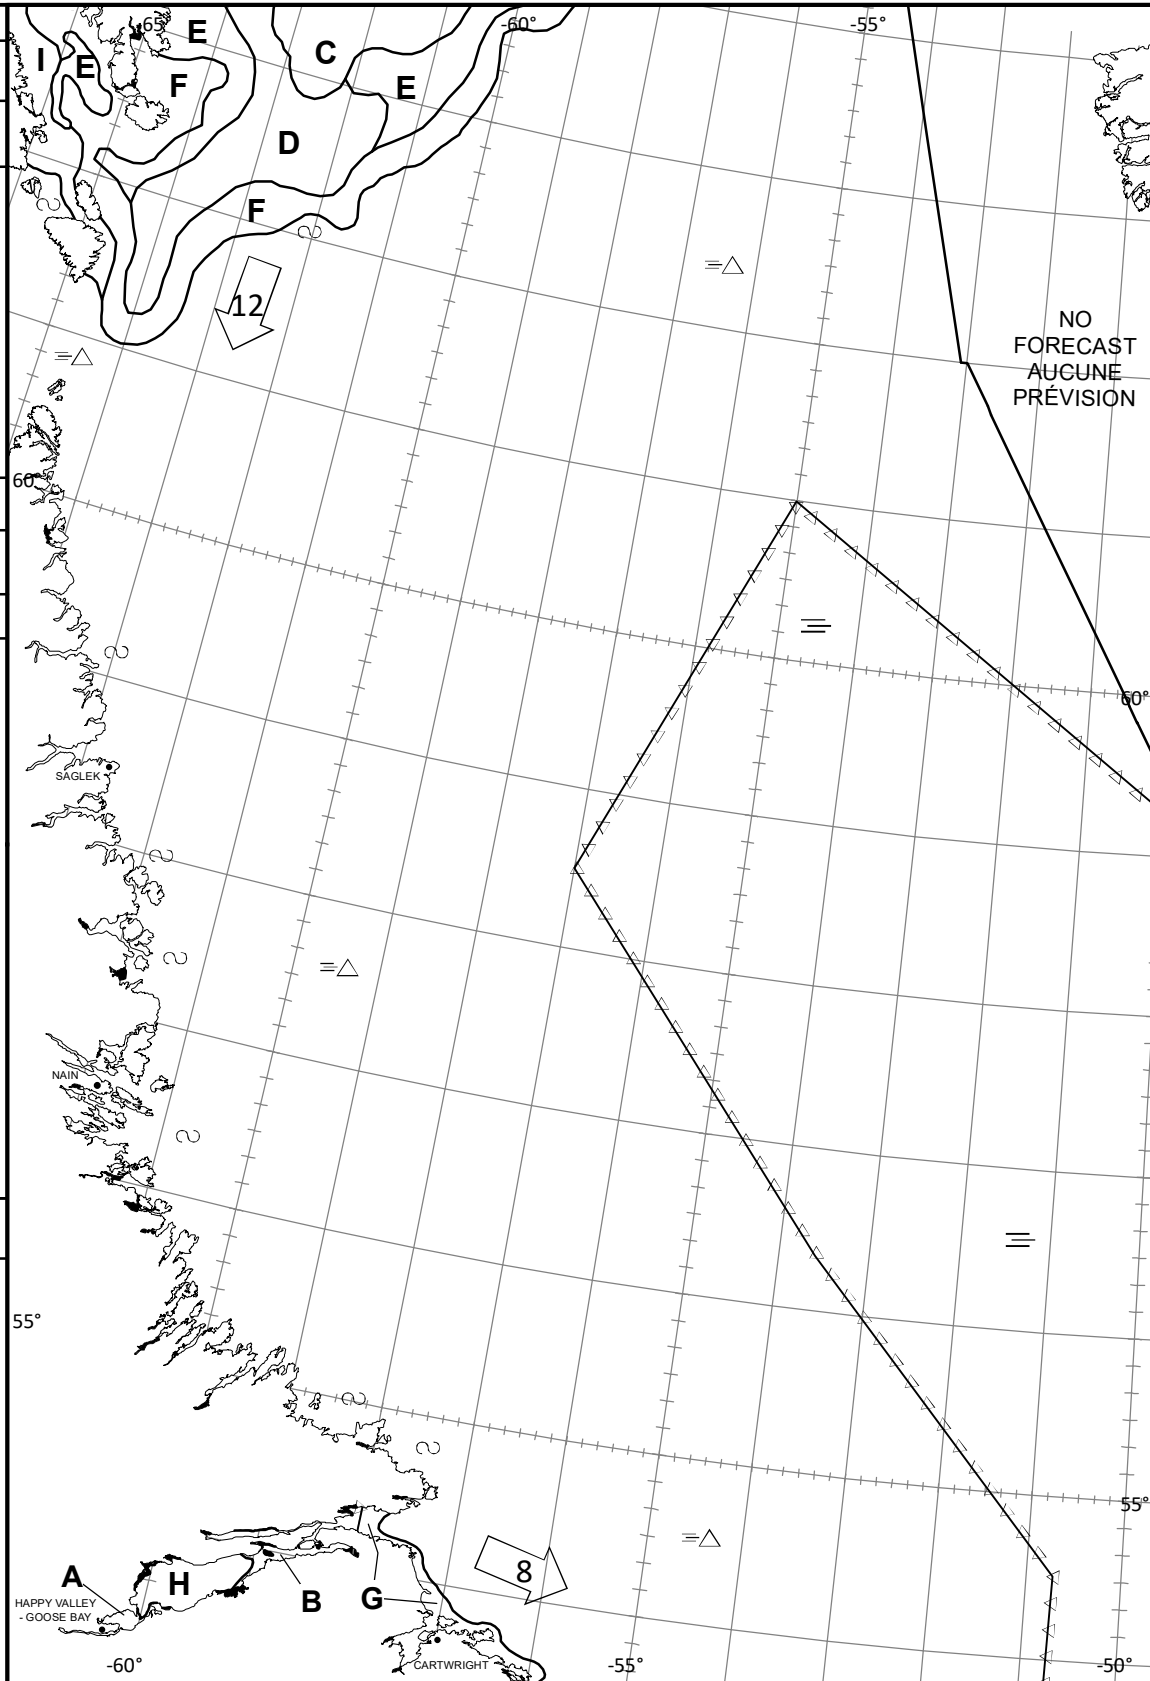 -65°
-60°
-55°
E
C
I
E
F
E
D
F
12
NO
FORECAST
AUCUNE
PRÉVISION
60°
60°
SAGLEK
NAIN
55°
55°
8
A
H
B
G
HAPPY VALLEY
- GOOSE BAY
CARTWRIGHT
-60°
-55°
-50°